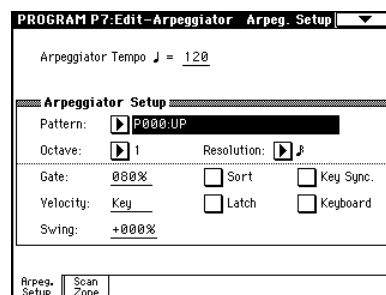 PROGRAM P7:Edit-Arpeggiator Arpeg. Setup
Arpeggiator Tempo ♩ = 120
Arpeggiator Setup
Pattern: P000:UP
Octave: 1 Resolution: ♪
Gate: 080% Sort Key Sync.
Velocity: Key Latch Keyboard
Swing: +000%
Arpeg. Setup Scan Zone